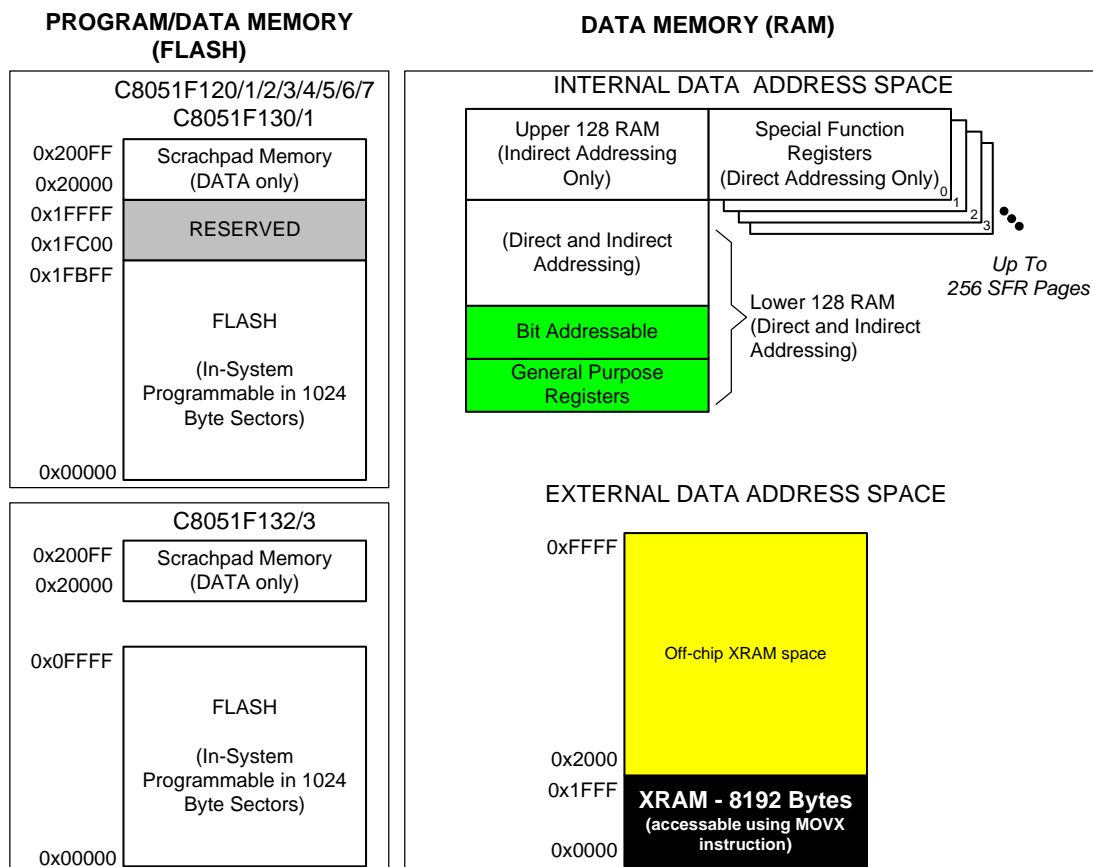 PROGRAM/DATA MEMORY
(FLASH)
C8051F120/1/2/3/4/5/6/7
C8051F130/1
0x200FF
0x20000
Scrachpad Memory
(DATA only)
0x1FFFF
0x1FC00
RESERVED
0x1FBFF
FLASH
(In-System
Programmable in 1024
Byte Sectors)
0x00000
C8051F132/3
0x200FF
0x20000
Scrachpad Memory
(DATA only)
0x0FFFF
FLASH
(In-System
Programmable in 1024
Byte Sectors)
0x00000
DATA MEMORY (RAM)
INTERNAL DATA ADDRESS SPACE
Upper 128 RAM
(Indirect Addressing
Only)
Special Function
Registers
(Direct Addressing Only)
0
1
2
3
Up To
256 SFR Pages
(Direct and Indirect
Addressing)
Bit Addressable
General Purpose
Registers
Lower 128 RAM
(Direct and Indirect
Addressing)
EXTERNAL DATA ADDRESS SPACE
0xFFFF
Off-chip XRAM space
0x2000
0x1FFF
XRAM - 8192 Bytes
(accessable using MOVX
instruction)
0x0000